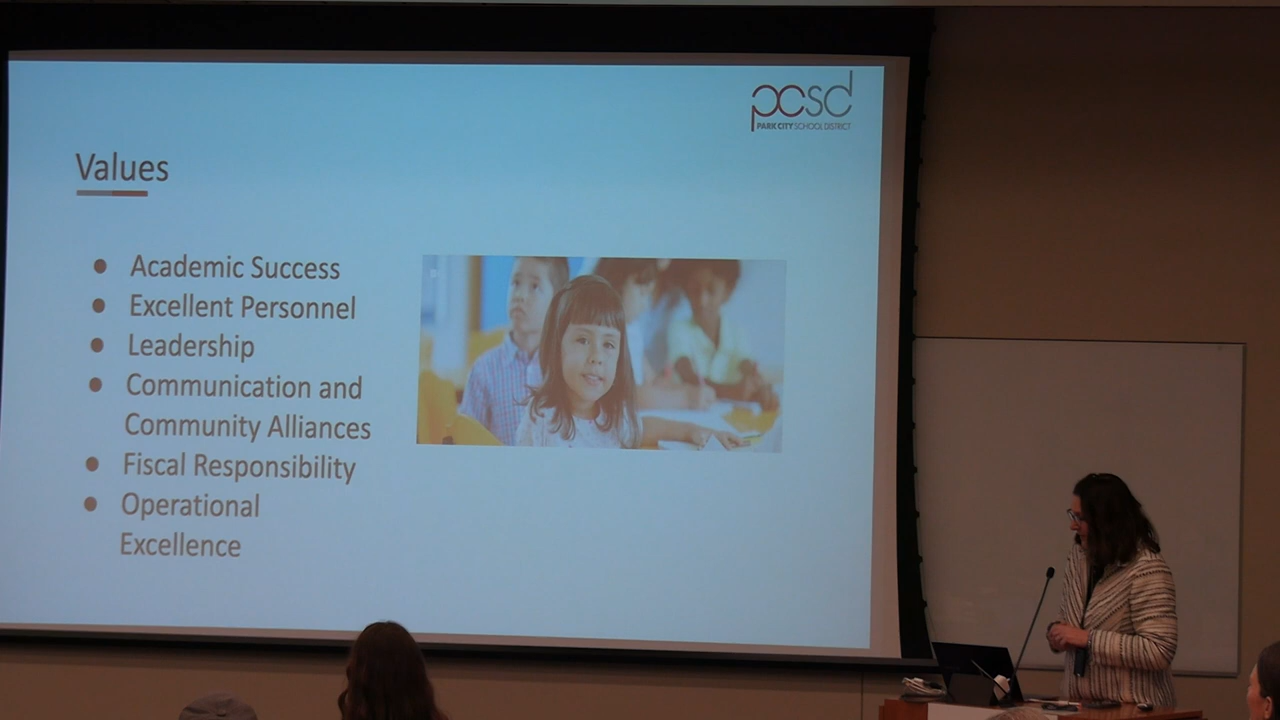 pcsd
PARK CITY SCHOOL DISTRICT
Values
Academic Success
Excellent Personnel
Leadership
Communication and
Community Alliances
Fiscal Responsibility
Operational
Excellence